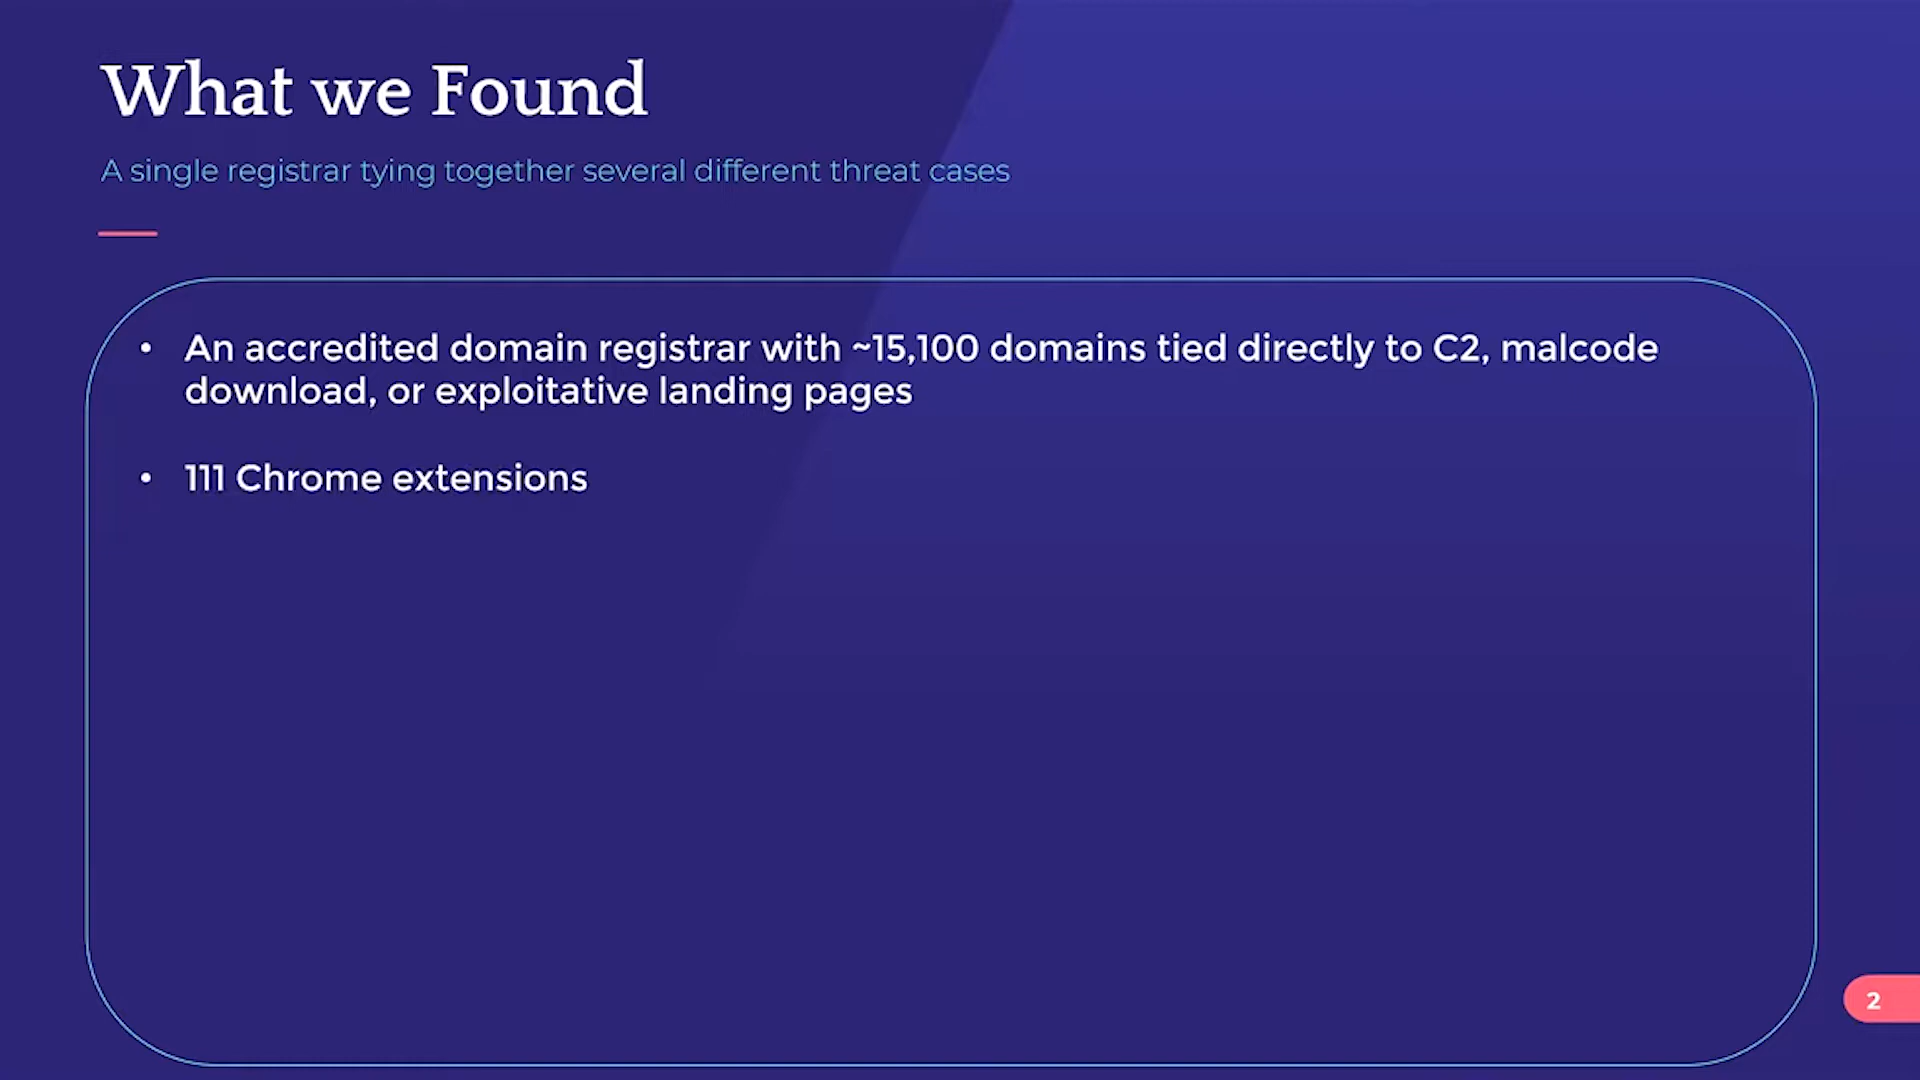 What we Found
A single registrar tying together several different threat cases
• An accredited domain registrar with ~15,100 domains tied directly to C2, malcode
download, or exploitative landing pages
• 111 Chrome extensions
2